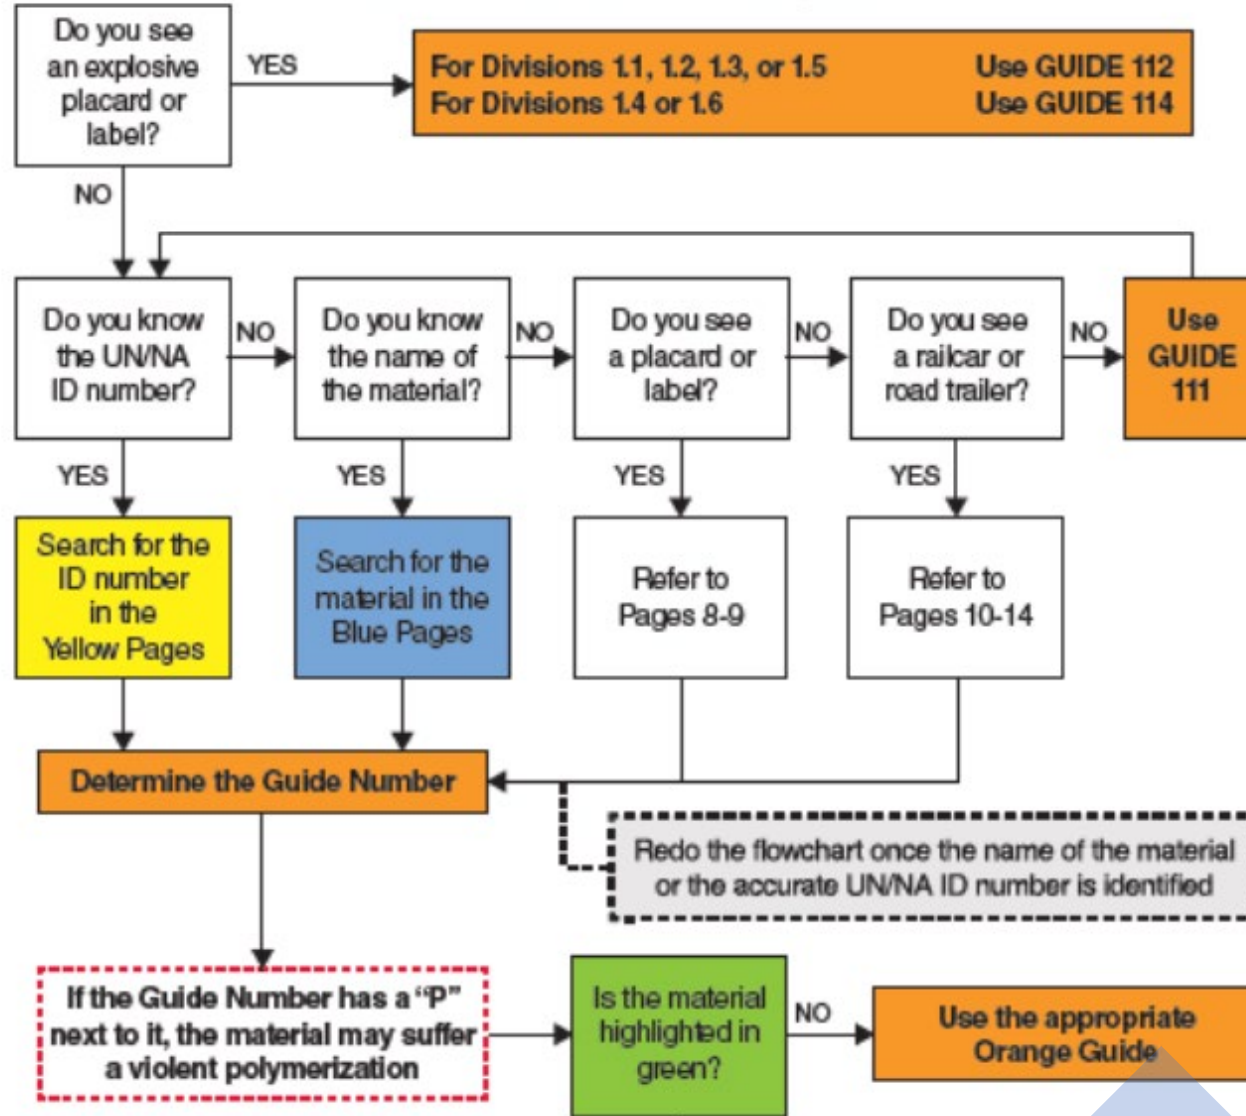 Do you see
an explosive
placard or
label?
YES
For Divisions 1.1, 1.2, 1.3, or 1.5 Use GUIDE 112
For Divisions 1.4 or 1.6 Use GUIDE 114
NO
Do you know
the UN/NA
ID number?
NO
Do you know
the name of
the material?
NO
Do you see
a placard or
label?
NO
Do you see
a railcar or
road trailer?
NO
Use
GUIDE
111
YES
YES
YES
YES
Search for the
ID number
in the
Yellow Pages
Search for the
material in the
Blue Pages
Refer to
Pages 8-9
Refer to
Pages 10-14
Determine the Guide Number
Redo the flowchart once the name of the material
or the accurate UN/NA ID number is identified
If the Guide Number has a “P”
next to it, the material may suffer
a violent polymerization
Is the material
highlighted in
green?
NO
Use the appropriate
Orange Guide